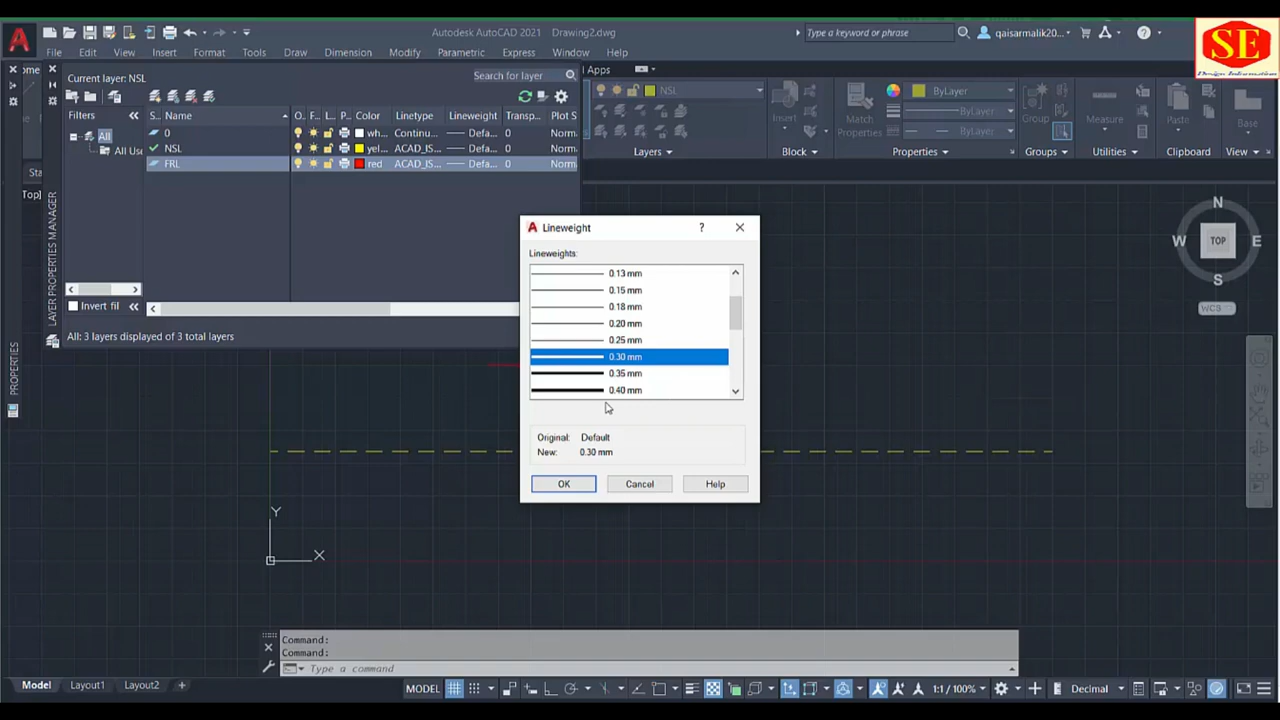 SE
Design Information
Autodesk AutoCAD 2021 Drawing2.dwg
Type a keyword or phrase
qaisarmalik20...
File Edit View Insert Format Tools Draw Dimension Modify Parametric Express Window Help
Apps
Current layer: NSL
Search for layer
Filters
All
All Use
S.. Name O. F.. L... P... Color Linetype Lineweight Transp... Plot S
0 wh... Continu... Defa... 0 Norm
NSL yel... ACAD_IS... Defa... 0 Norm
FRL red ACAD_IS... Defa... 0 Norm
Invert fil
All: 3 layers displayed of 3 total layers
LAYER PROPERTIES MANAGER
PROPERTIES
NSL
Layers
Insert
Block
Match
Properties
ByLayer
ByLayer...
ByLayer
Properties
Group
Groups
Measure
Utilities
Paste
Clipboard
Base
View
Sta
Top]
N
W TOP E
S
WCS
Lineweight
?
Lineweights:
0.13 mm
0.15 mm
0.18 mm
0.20 mm
0.25 mm
0.30 mm
0.35 mm
0.40 mm
Original: Default
New: 0.30 mm
OK Cancel Help
Y
X
Command:
Command:
Type a command
Model Layout1 Layout2 +
MODEL 1:1 / 100% Decimal